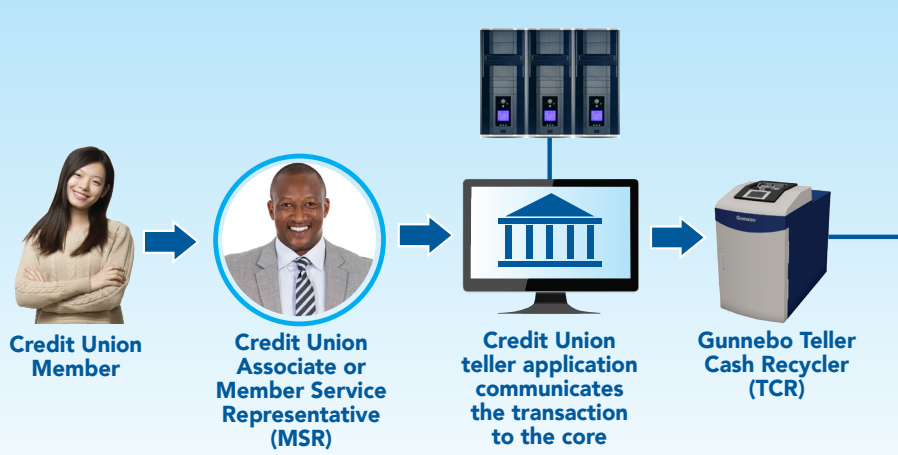 Gunnebo
Credit Union
Member
Credit Union
Associate or
Member Service
Representative
(MSR)
Credit Union
teller application
communicates
the transaction
to the core
Gunnebo Teller
Cash Recycler
(TCR)